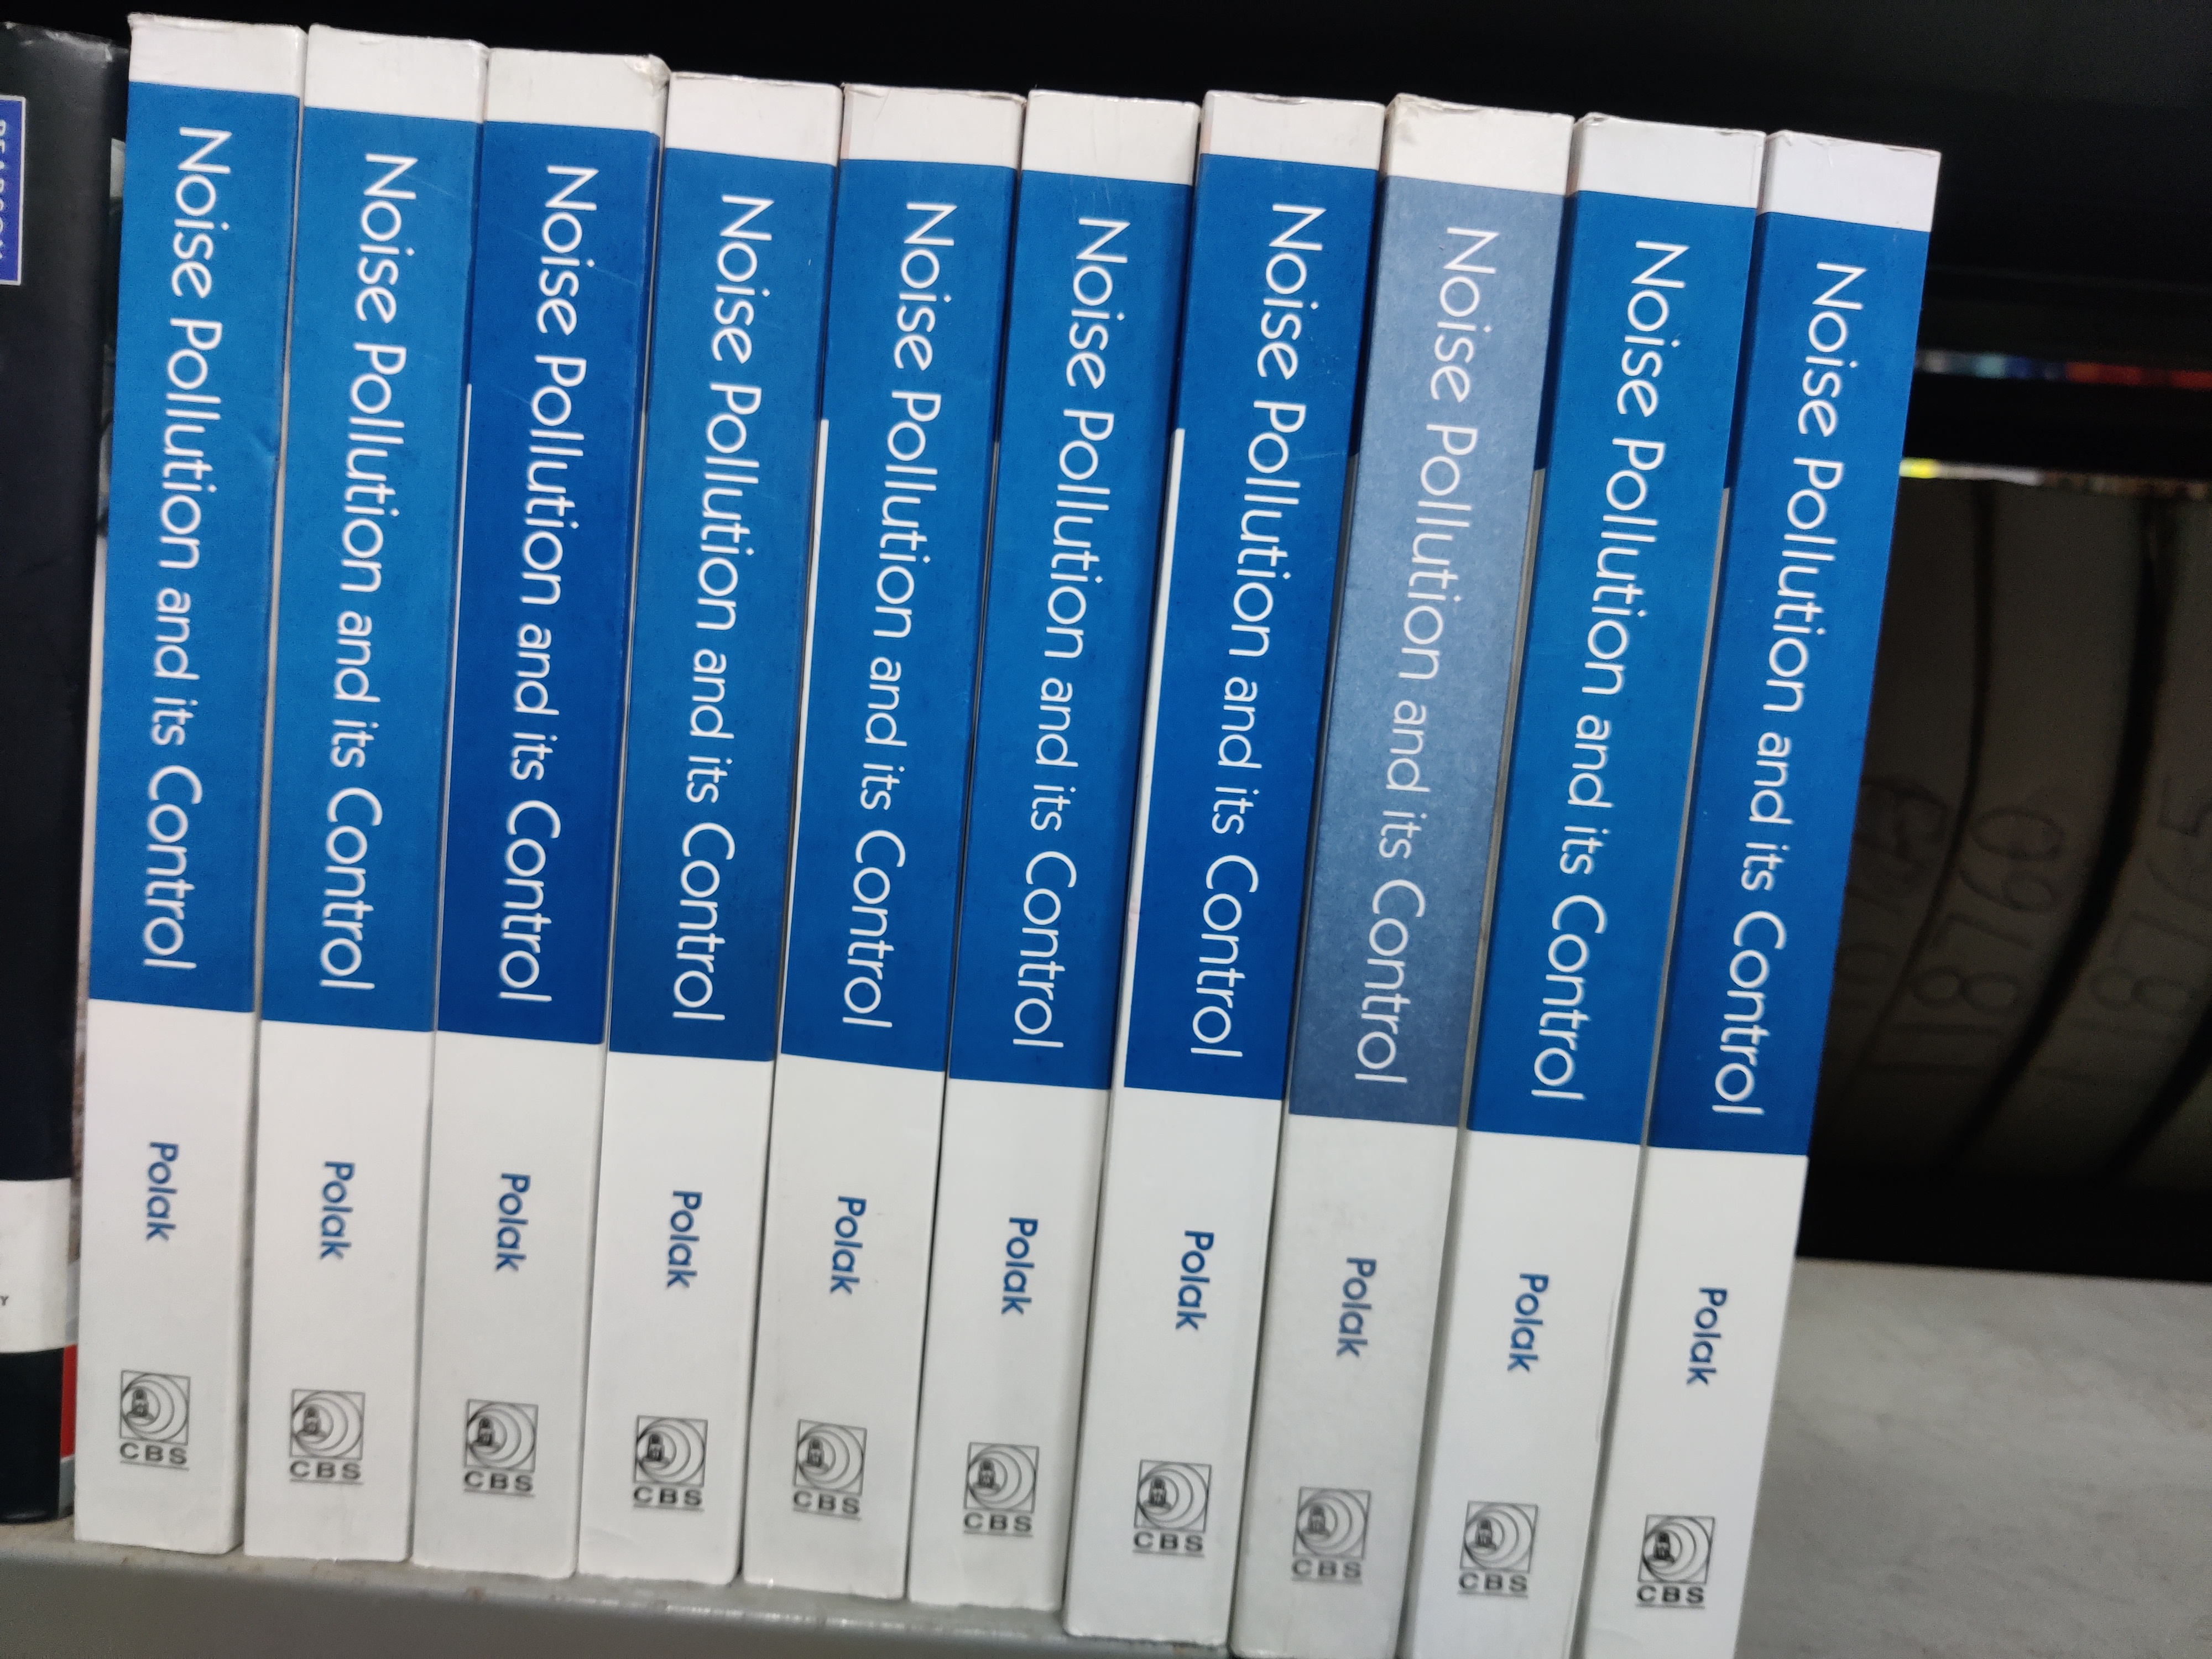 PEARSON
Y
Noise Pollution and its Control
Polak
CBS
Noise Pollution and its Control
Polak
CBS
Noise Pollution and its Control
Polak
CBS
Noise Pollution and its Control
Polak
CBS
Noise Pollution and its Control
Polak
CBS
Noise Pollution and its Control
Polak
CBS
Noise Pollution and its Control
Polak
CBS
Noise Pollution and its Control
Polak
CBS
Noise Pollution and its Control
Polak
CBS
Noise Pollution and its Control
Polak
CBS
18760